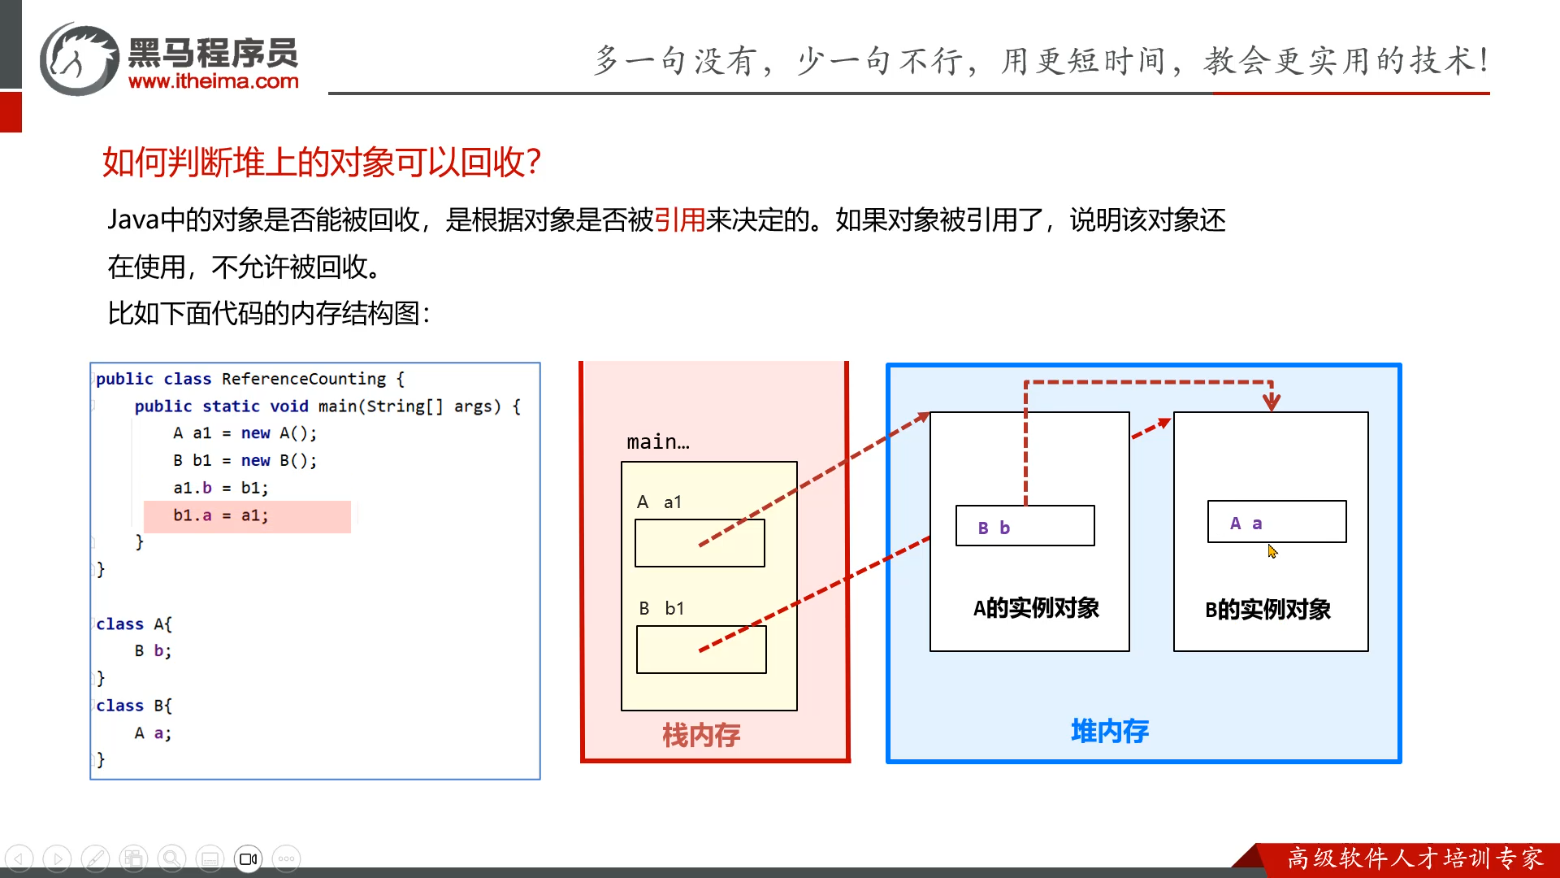 黑马程序员
www.itheima.com
多一句没有，少一句不行，用更短时间，教会更实用的技术！
如何判断堆上的对象可以回收？
Java中的对象是否能被回收，是根据对象是否被引用来决定的。如果对象被引用了，说明该对象还
在使用，不允许被回收。
比如下面代码的内存结构图：
public class ReferenceCounting {
    public static void main(String[] args) {
        A a1 = new A();
        B b1 = new B();
        a1.b = b1;
        b1.a = a1;
    }
}
class A{
    B b;
}
class B{
    A a;
}
main…
A a1
B b1
栈内存
B b
A的实例对象
A a
B的实例对象
堆内存
高级软件人才培训专家